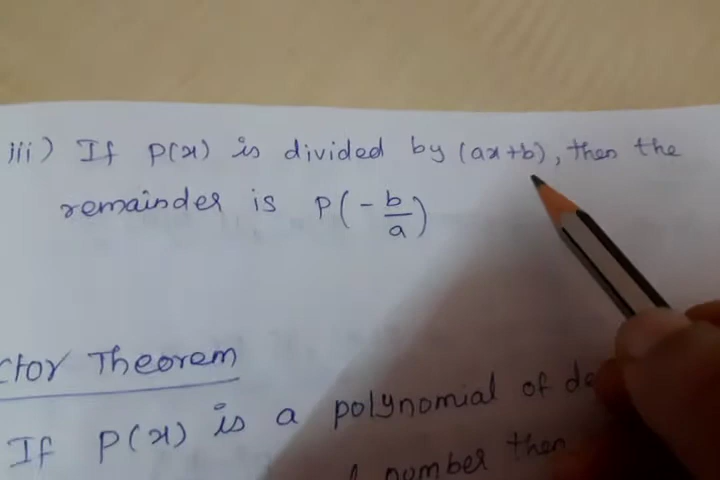 iii) If P(x) is divided by (ax+b), then the
remainder is P(-b/a)
ctor Theorem
If P(x) is a polynomial of de
number then